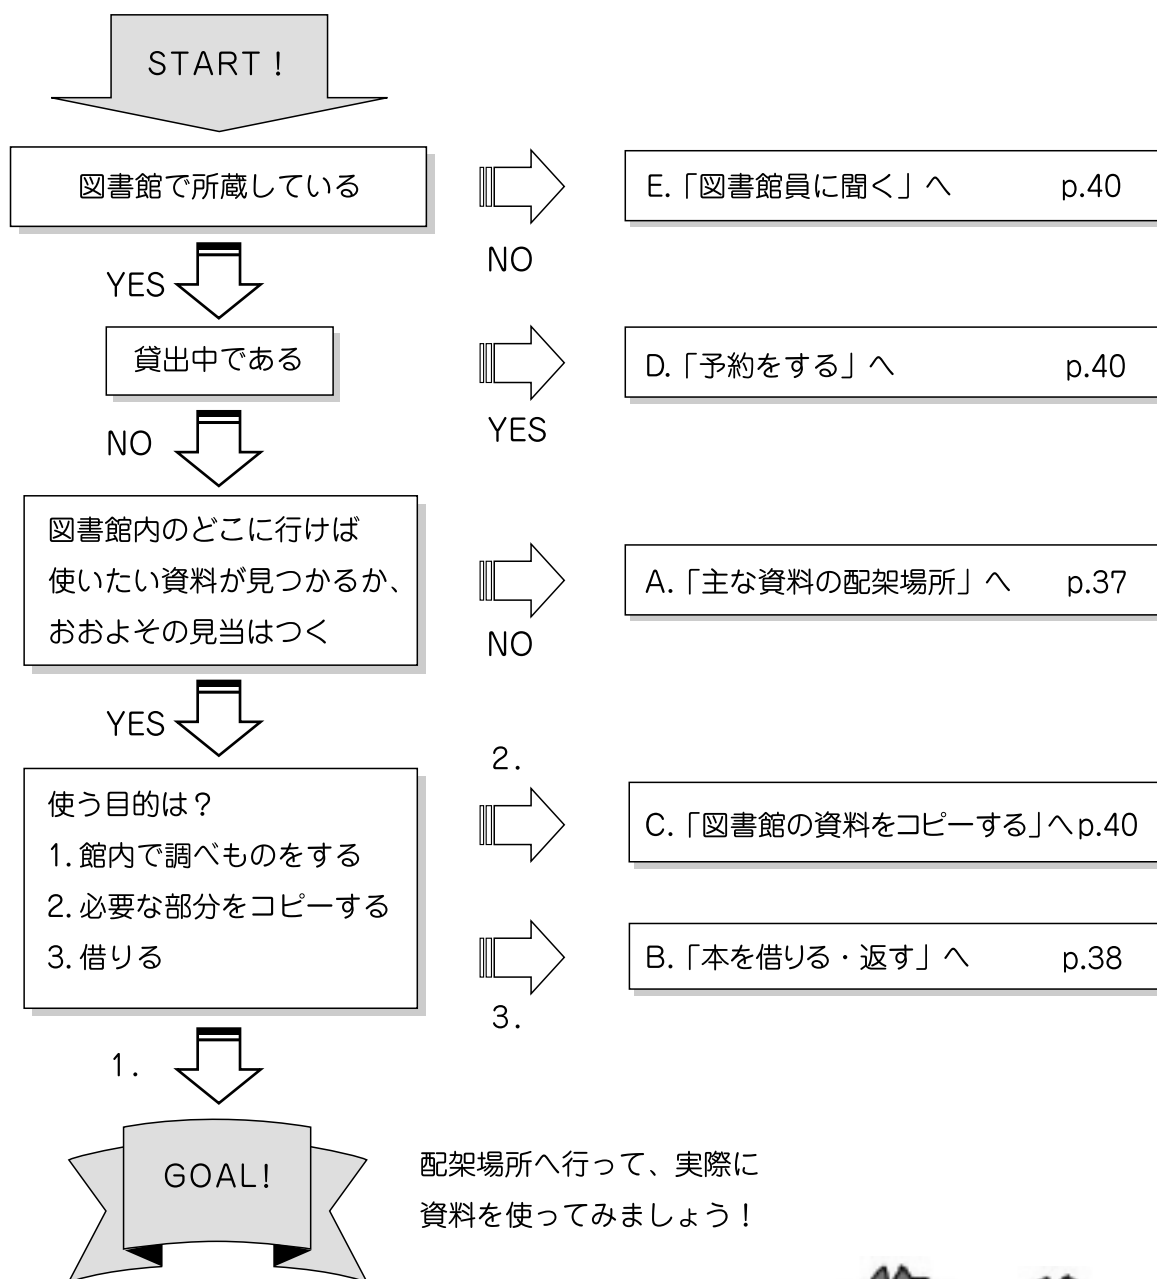 START！
図書館で所蔵している
E.「図書館員に聞く」へ p.40
NO
YES
貸出中である
D.「予約をする」へ p.40
YES
NO
図書館内のどこに行けば
使いたい資料が見つかるか、
おおよその見当はつく
A.「主な資料の配架場所」へ p.37
NO
YES
使う目的は？
1. 館内で調べものをする
2. 必要な部分をコピーする
3. 借りる
2.
C.「図書館の資料をコピーする」へp.40
B.「本を借りる・返す」へ p.38
3.
1.
GOAL!
配架場所へ行って、実際に
資料を使ってみましょう！